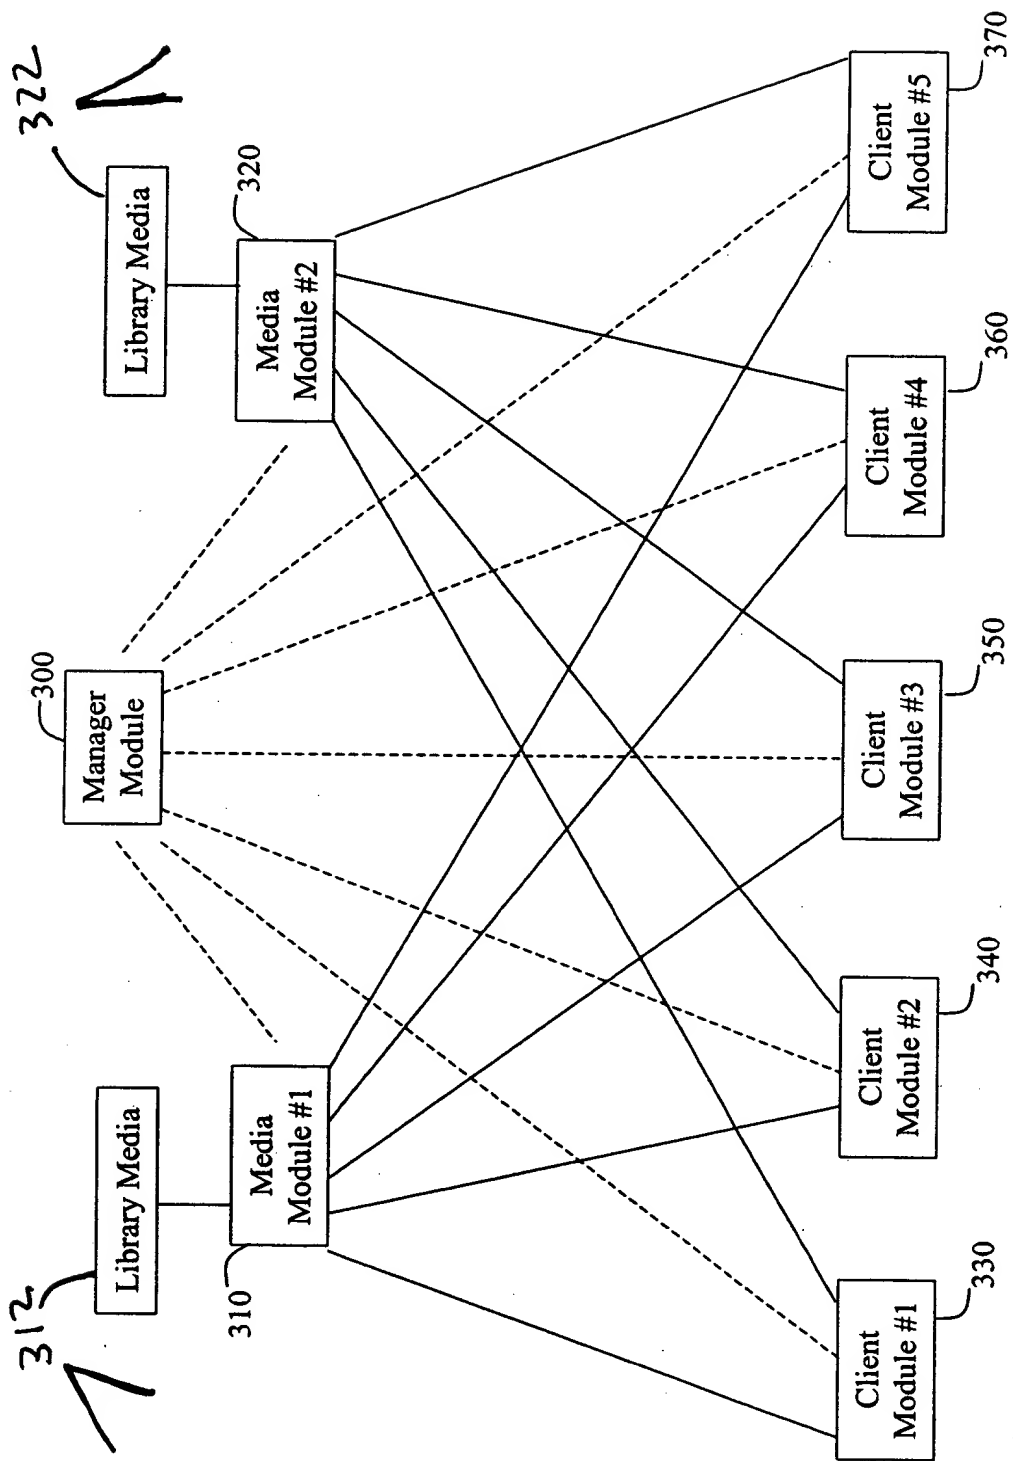 312
322
Library Media
Library Media
300
Manager
Module
310
Media
Module #1
320
Media
Module #2
Client
Module #1
330
Client
Module #2
340
Client
Module #3
350
Client
Module #4
360
Client
Module #5
370